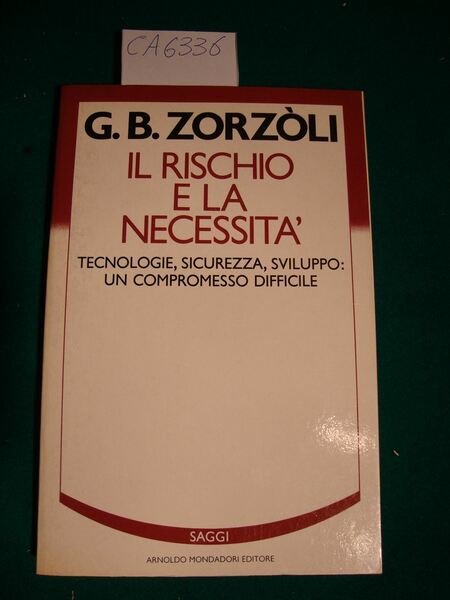 CA6336
G. B. ZORZÒLI
IL RISCHIO
E LA
NECESSITA'
TECNOLOGIE, SICUREZZA, SVILUPPO:
UN COMPROMESSO DIFFICILE
SAGGI
ARNOLDO MONDADORI EDITORE